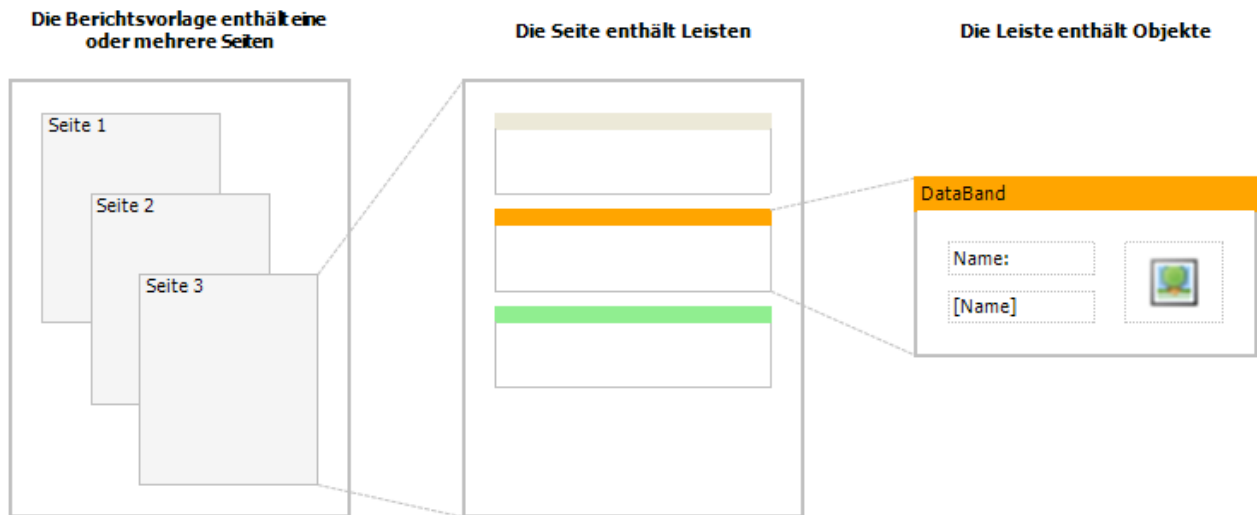 Die Berichtsvorlage enthält eine
oder mehrere Seiten
Die Seite enthält Leisten
Die Leiste enthält Objekte
Seite 1
Seite 2
Seite 3
DataBand
Name:
[Name]